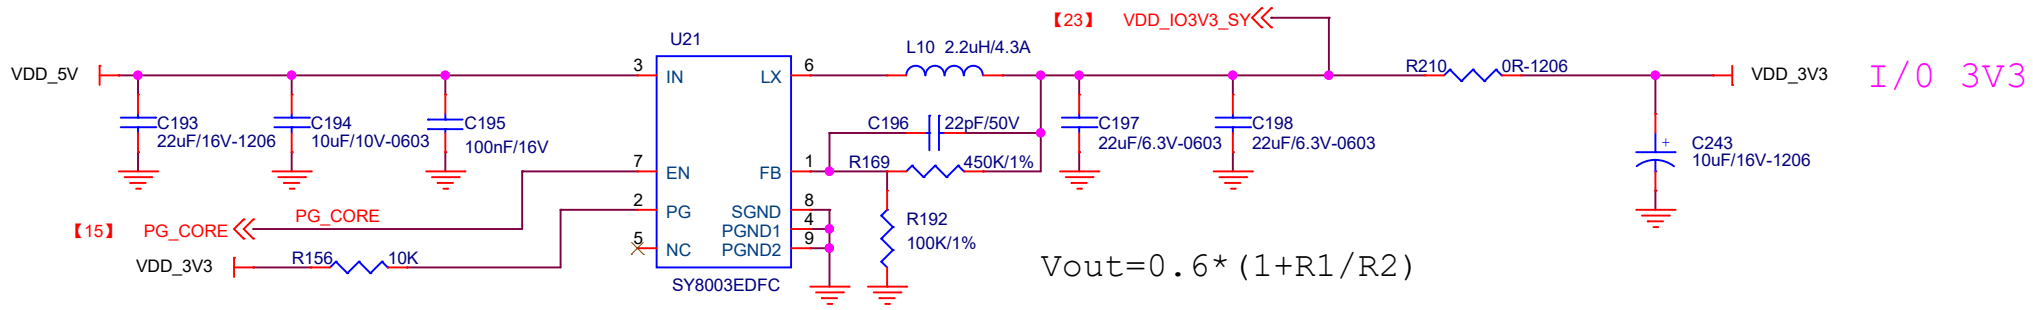 【23】 VDD_IO3V3_SY
U21
L10 2.2uH/4.3A
VDD_5V
3
IN
LX
6
R210
0R-1206
VDD_3V3
I/O 3V3
C193
22uF/16V-1206
C194
10uF/10V-0603
C195
100nF/16V
C196
22pF/50V
C197
22uF/6.3V-0603
C198
22uF/6.3V-0603
C243
+
10uF/16V-1206
7
EN
FB
1
R169
450K/1%
2
PG
SGND
8
PGND1
4
PGND2
9
5
NC
R192
100K/1%
【15】 PG_CORE
PG_CORE
VDD_3V3
R156
10K
SY8003EDFC
Vout=0.6*(1+R1/R2)